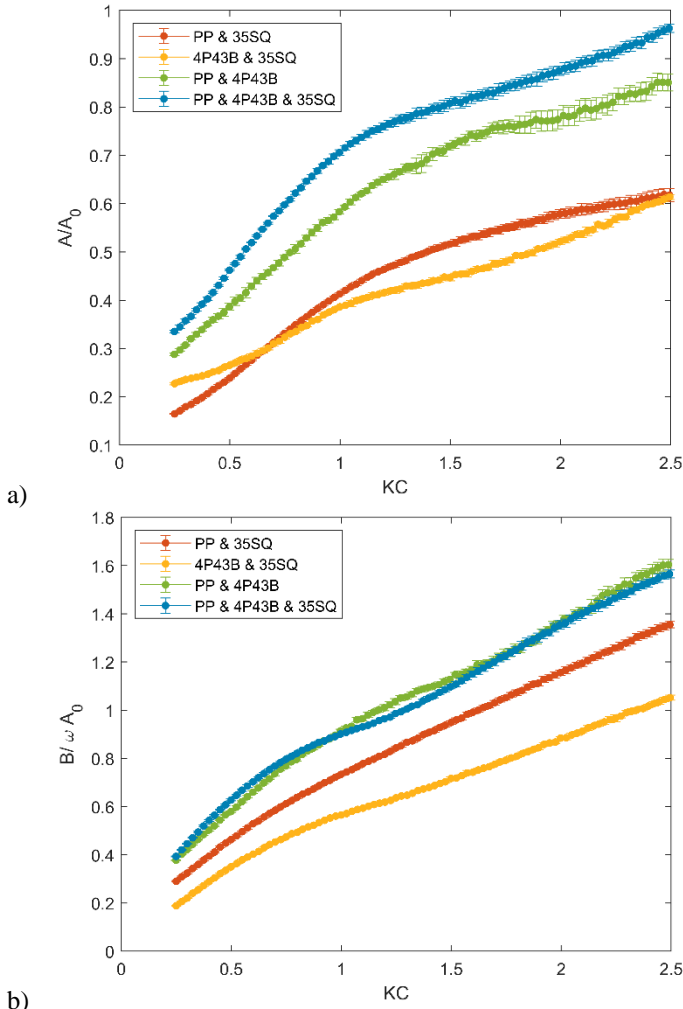 1
0.9
0.8
0.7
0.6
0.5
0.4
0.3
0.2
0.1
A/A0
PP & 35SQ
4P43B & 35SQ
PP & 4P43B
PP & 4P43B & 35SQ
0 0.5 1 1.5 2 2.5
KC
a)
1.8
1.6
1.4
1.2
1
0.8
0.6
0.4
0.2
0
B/ω A0
PP & 35SQ
4P43B & 35SQ
PP & 4P43B
PP & 4P43B & 35SQ
0 0.5 1 1.5 2 2.5
KC
b)